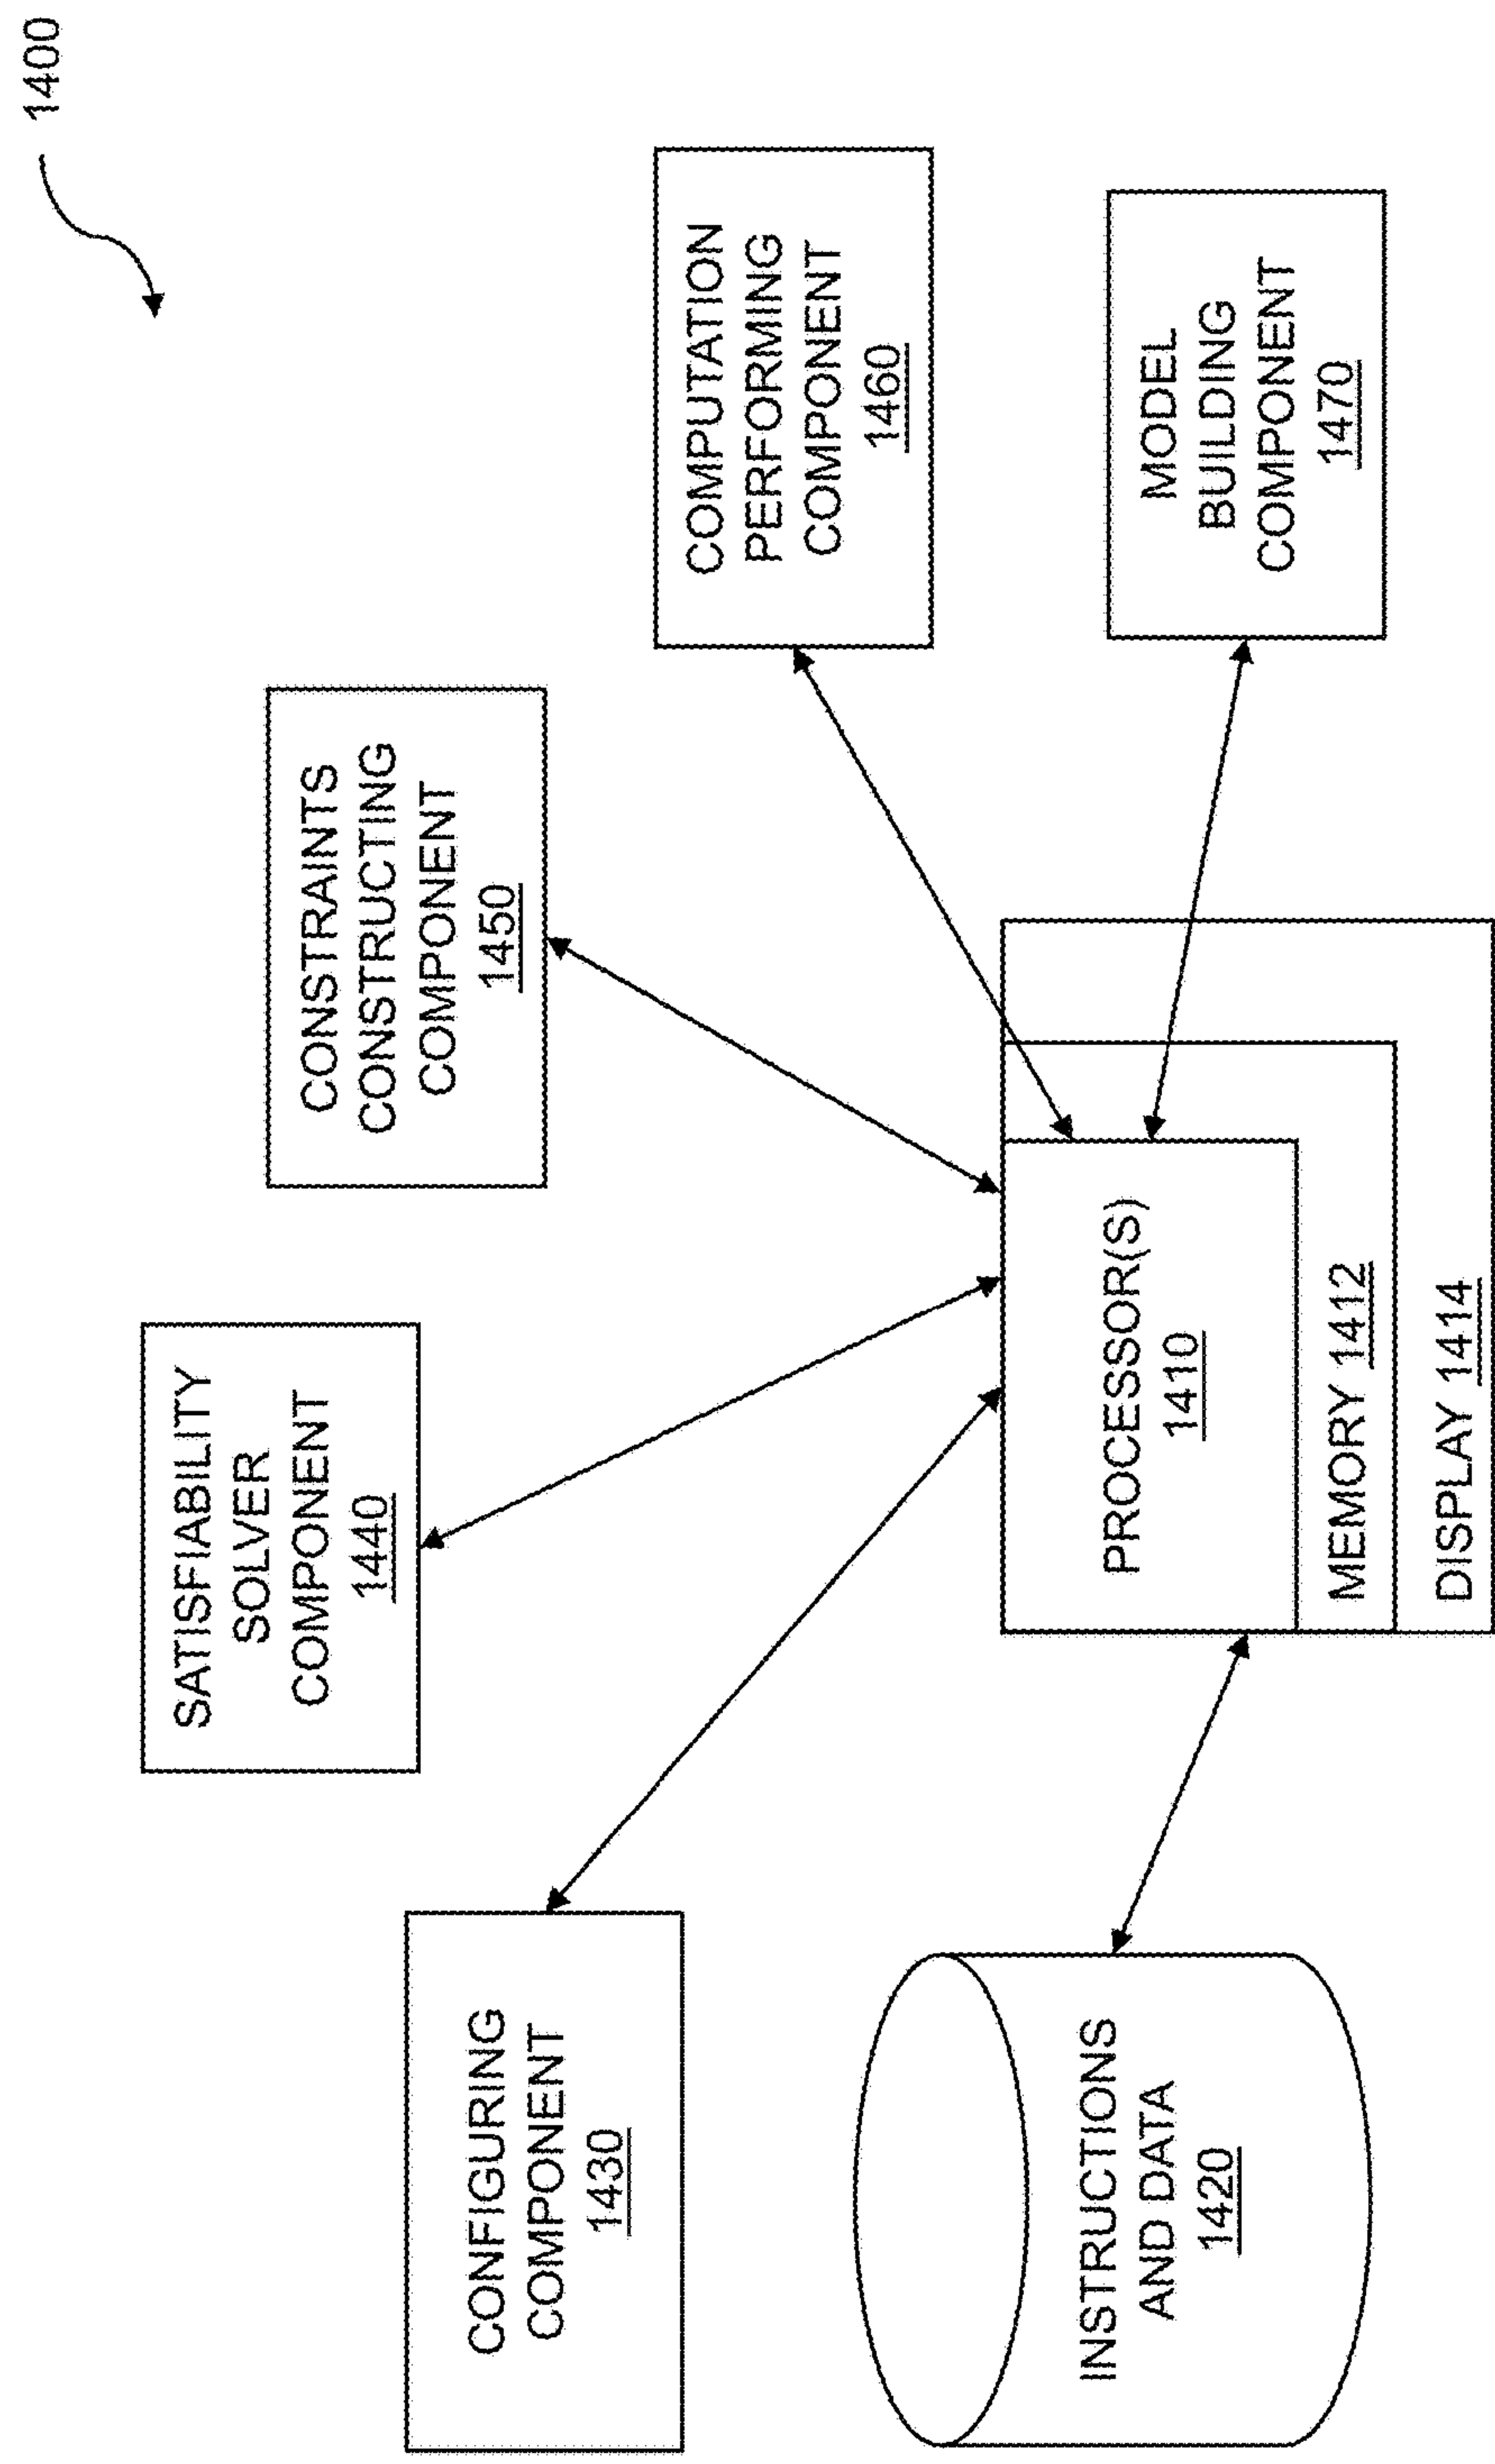 1400
SATISFIABILITY
SOLVER
COMPONENT
1440
CONSTRAINTS
CONSTRUCTING
COMPONENT
1450
CONFIGURING
COMPONENT
1430
COMPUTATION
PERFORMING
COMPONENT
1460
INSTRUCTIONS
AND DATA
1420
PROCESSOR(S)
1410
MEMORY 1412
DISPLAY 1414
MODEL
BUILDING
COMPONENT
1470